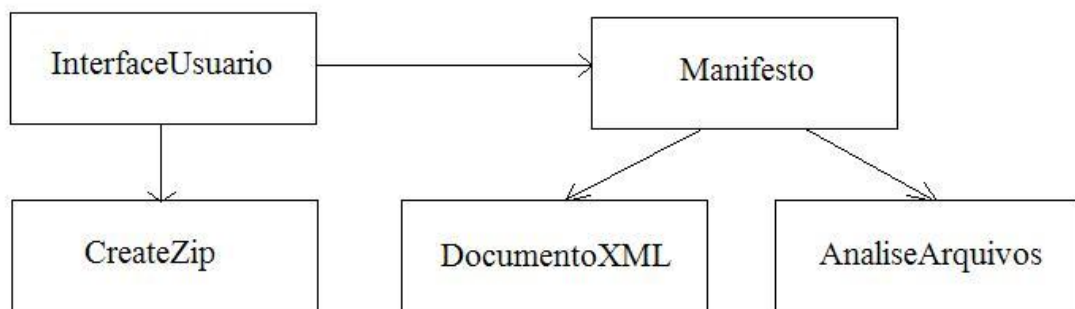 InterfaceUsuario
Manifesto
CreateZip
DocumentoXML
AnaliseArquivos